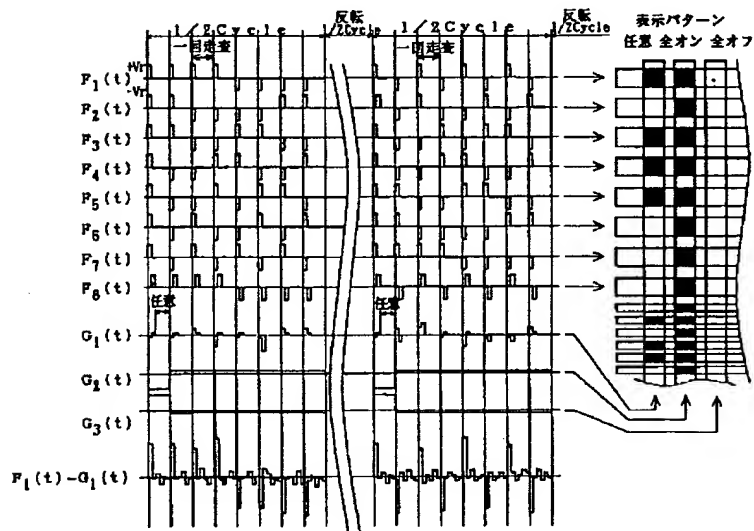 反転 反転 表示パターン
1/2Cycle 1/2Cycle 1/2Cycle 1/2Cycle
任意 全オン 全オフ
一回走査 一回走査
+Vr
F₁(t)
-Vr
F₂(t)
F₃(t)
F₄(t)
F₅(t)
F₆(t)
F₇(t)
F₈(t)
任意 任意
G₁(t)
G₂(t)
G₃(t)
F₁(t)-G₁(t)